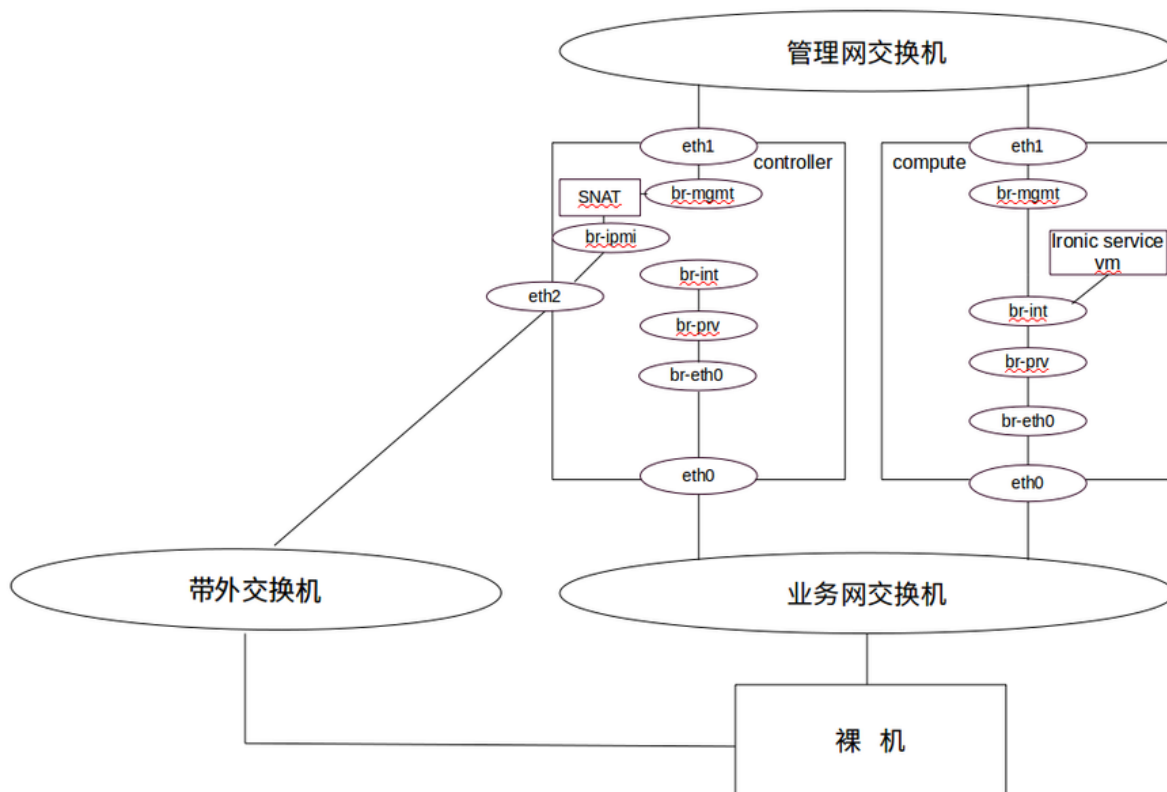 管理网交换机
eth1
controller
SNAT
br-mgmt
br-ipmi
eth2
br-int
br-prv
br-eth0
eth0
eth1
compute
br-mgmt
Ironic service
vm
br-int
br-prv
br-eth0
eth0
带外交换机
业务网交换机
裸 机